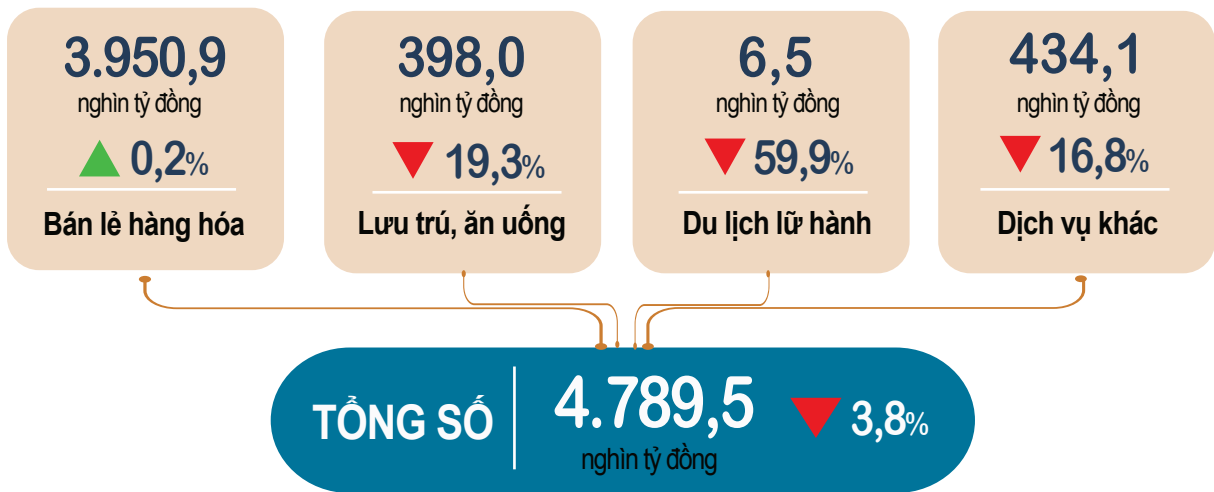 3.950,9
nghìn tỷ đồng
0,2%
Bán lẻ hàng hóa
398,0
nghìn tỷ đồng
19,3%
Lưu trú, ăn uống
6,5
nghìn tỷ đồng
59,9%
Du lịch lữ hành
434,1
nghìn tỷ đồng
16,8%
Dịch vụ khác
TỔNG SỐ
4.789,5
nghìn tỷ đồng
3,8%